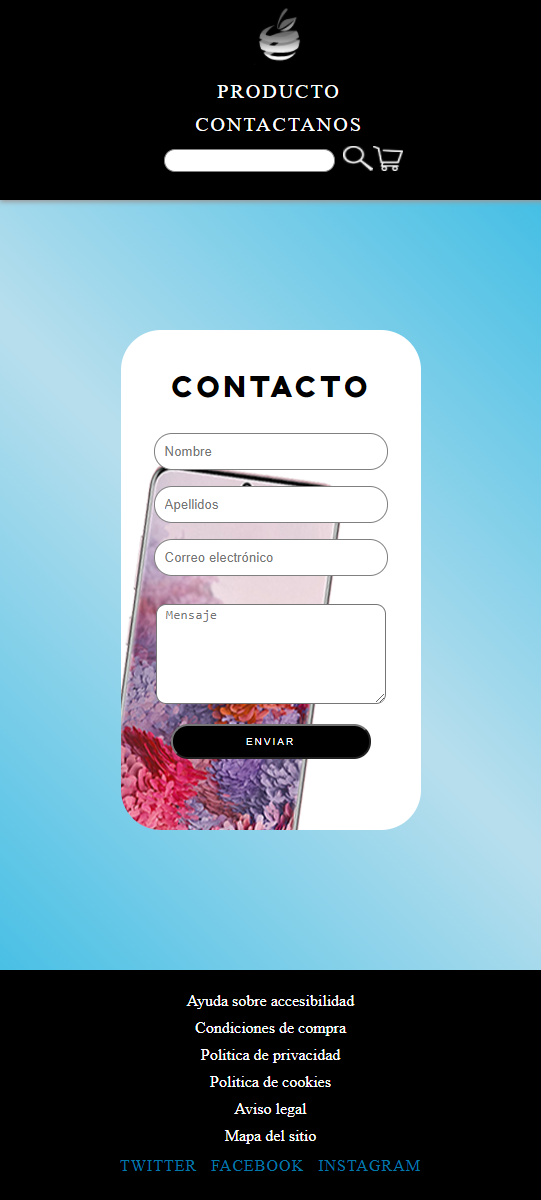 PRODUCTO
CONTACTANOS
CONTACTO
Nombre
Apellidos
Correo electrónico
Mensaje
ENVIAR
Ayuda sobre accesibilidad
Condiciones de compra
Politica de privacidad
Politica de cookies
Aviso legal
Mapa del sitio
TWITTER FACEBOOK INSTAGRAM